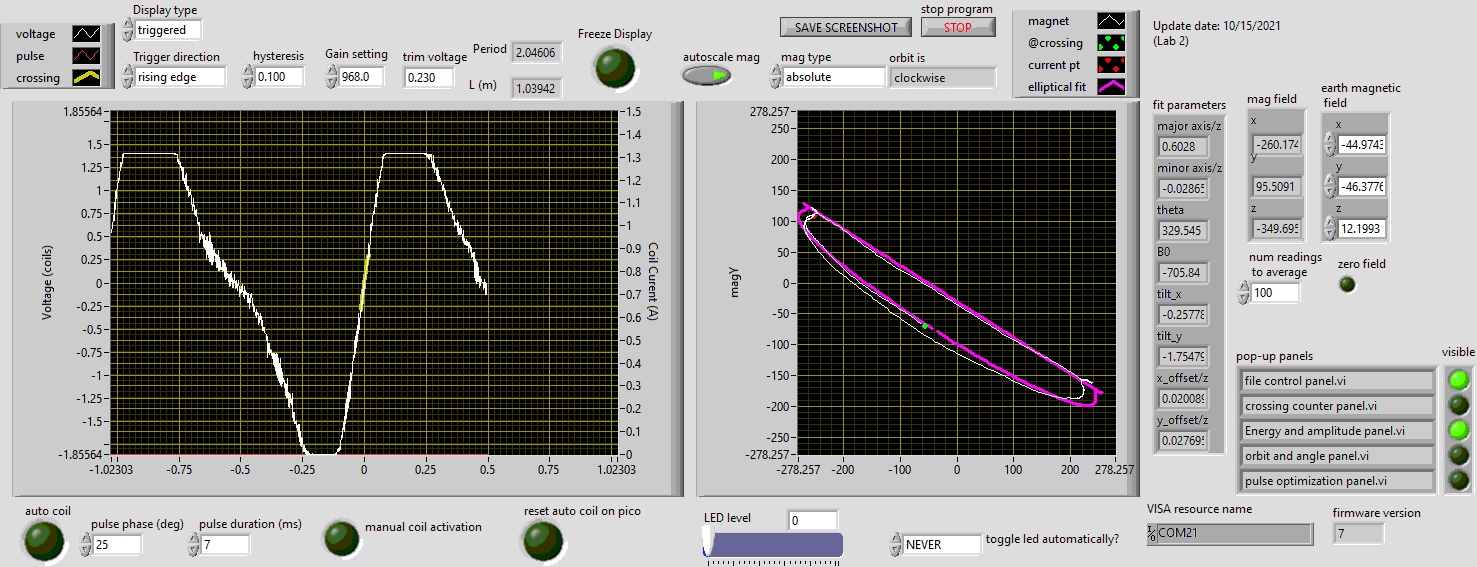 voltage
pulse
crossing
Display type
triggered
Trigger direction
rising edge
hysteresis
0.100
Gain setting
968.0
trim voltage
0.230
Period
2.04606
L (m)
1.03942
Freeze Display
autoscale mag
SAVE SCREENSHOT
stop program
STOP
mag type
absolute
orbit is
clockwise
magnet
@crossing
current pt
elliptical fit
Update date: 10/15/2021
(Lab 2)
Voltage (coils)
1.85564
1.5
1.25
1
0.75
0.5
0.25
0
-0.25
-0.5
-0.75
-1
-1.25
-1.5
-1.85564
-1.02303
-0.75
-0.5
-0.25
0
0.25
0.5
0.75
1.02303
1.5
1.4
1.3
1.2
1.1
1
0.9
0.8
0.7
0.6
0.5
0.4
0.3
0.2
0.1
0
Coil Current (A)
magy
278.257
250
200
150
100
50
0
-50
-100
-150
-200
-250
-278.257
-278.257
-200
-100
0
100
200
278.257
fit parameters
major axis/z
0.6028
minor axis/z
-0.02865
theta
329.545
B0
-705.84
tilt_x
-0.25778
tilt_y
-1.75479
x_offset/z
0.020089
y_offset/z
0.027695
mag field
x
-260.174
y
95.5091
z
-349.695
earth magnetic
field
x
-44.9743
y
-46.3776
z
12.1993
num readings
to average
100
zero field
pop-up panels
visible
file control panel.vi
crossing counter panel.vi
Energy and amplitude panel.vi
orbit and angle panel.vi
pulse optimization panel.vi
auto coil
pulse phase (deg)
25
pulse duration (ms)
7
manual coil activation
reset auto coil on pico
LED level
0
NEVER
toggle led automatically?
VISA resource name
COM21
firmware version
7